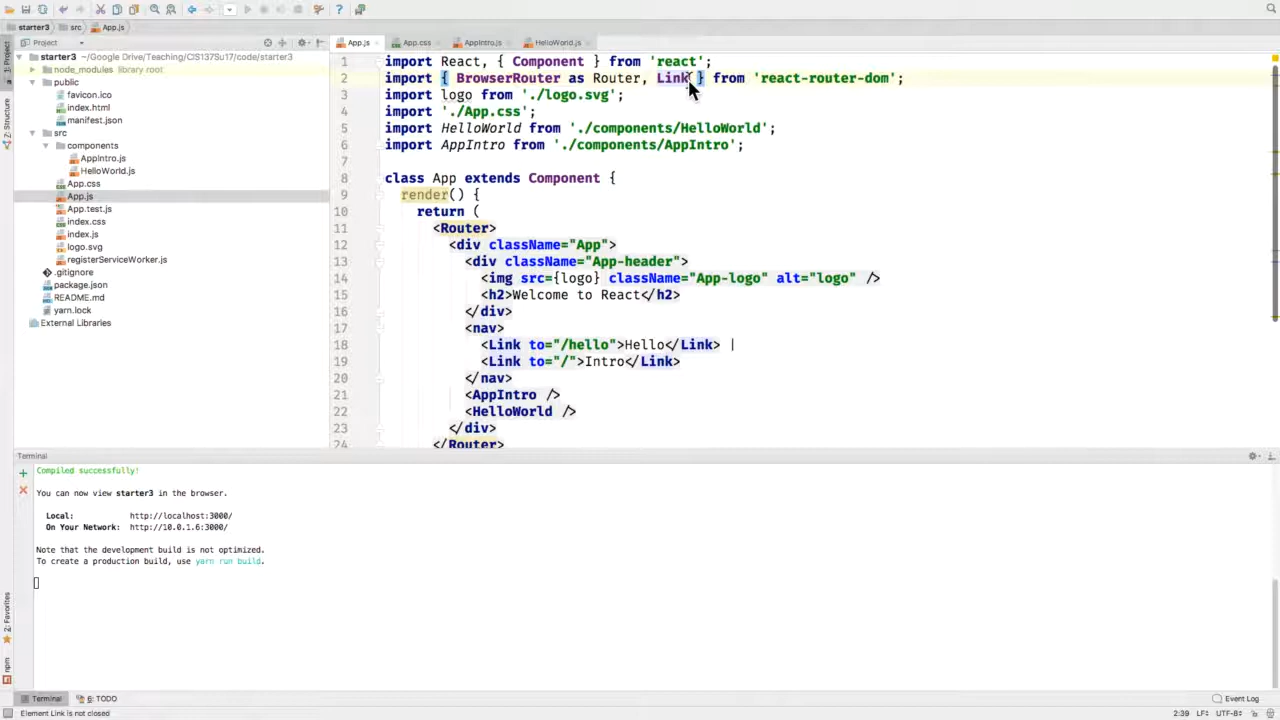 starter3 src App.js
1: Project
Project
App.js App.css AppIntro.js HelloWorld.js
starter3 ~/Google Drive/Teaching/CIS137Su17/code/starter3
node_modules library root
public
favicon.ico
index.html
manifest.json
src
components
AppIntro.js
HelloWorld.js
App.css
App.js
App.test.js
index.css
index.js
logo.svg
registerServiceWorker.js
.gitignore
package.json
README.md
yarn.lock
External Libraries
Z: Structure
1 import React, { Component } from 'react';
2 import { BrowserRouter as Router, Link } from 'react-router-dom';
3 import logo from './logo.svg';
4 import './App.css';
5 import HelloWorld from './components/HelloWorld';
6 import AppIntro from './components/AppIntro';
7
8 class App extends Component {
9 render() {
10 return (
11 <Router>
12 <div className="App">
13 <div className="App-header">
14 <img src={logo} className="App-logo" alt="logo" />
15 <h2>Welcome to React</h2>
16 </div>
17 <nav>
18 <Link to="/hello">Hello</Link> |
19 <Link to="/">Intro</Link>
20 </nav>
21 <AppIntro />
22 <HelloWorld />
23 </div>
24 </Router>
Terminal
Compiled successfully!
You can now view starter3 in the browser.
Local: http://localhost:3000/
On Your Network: http://10.0.1.6:3000/
Note that the development build is not optimized.
To create a production build, use yarn run build.
2: Favorites
npm
Terminal 6: TODO Event Log
Element Link is not closed 2:39 LF÷ UTF-8÷